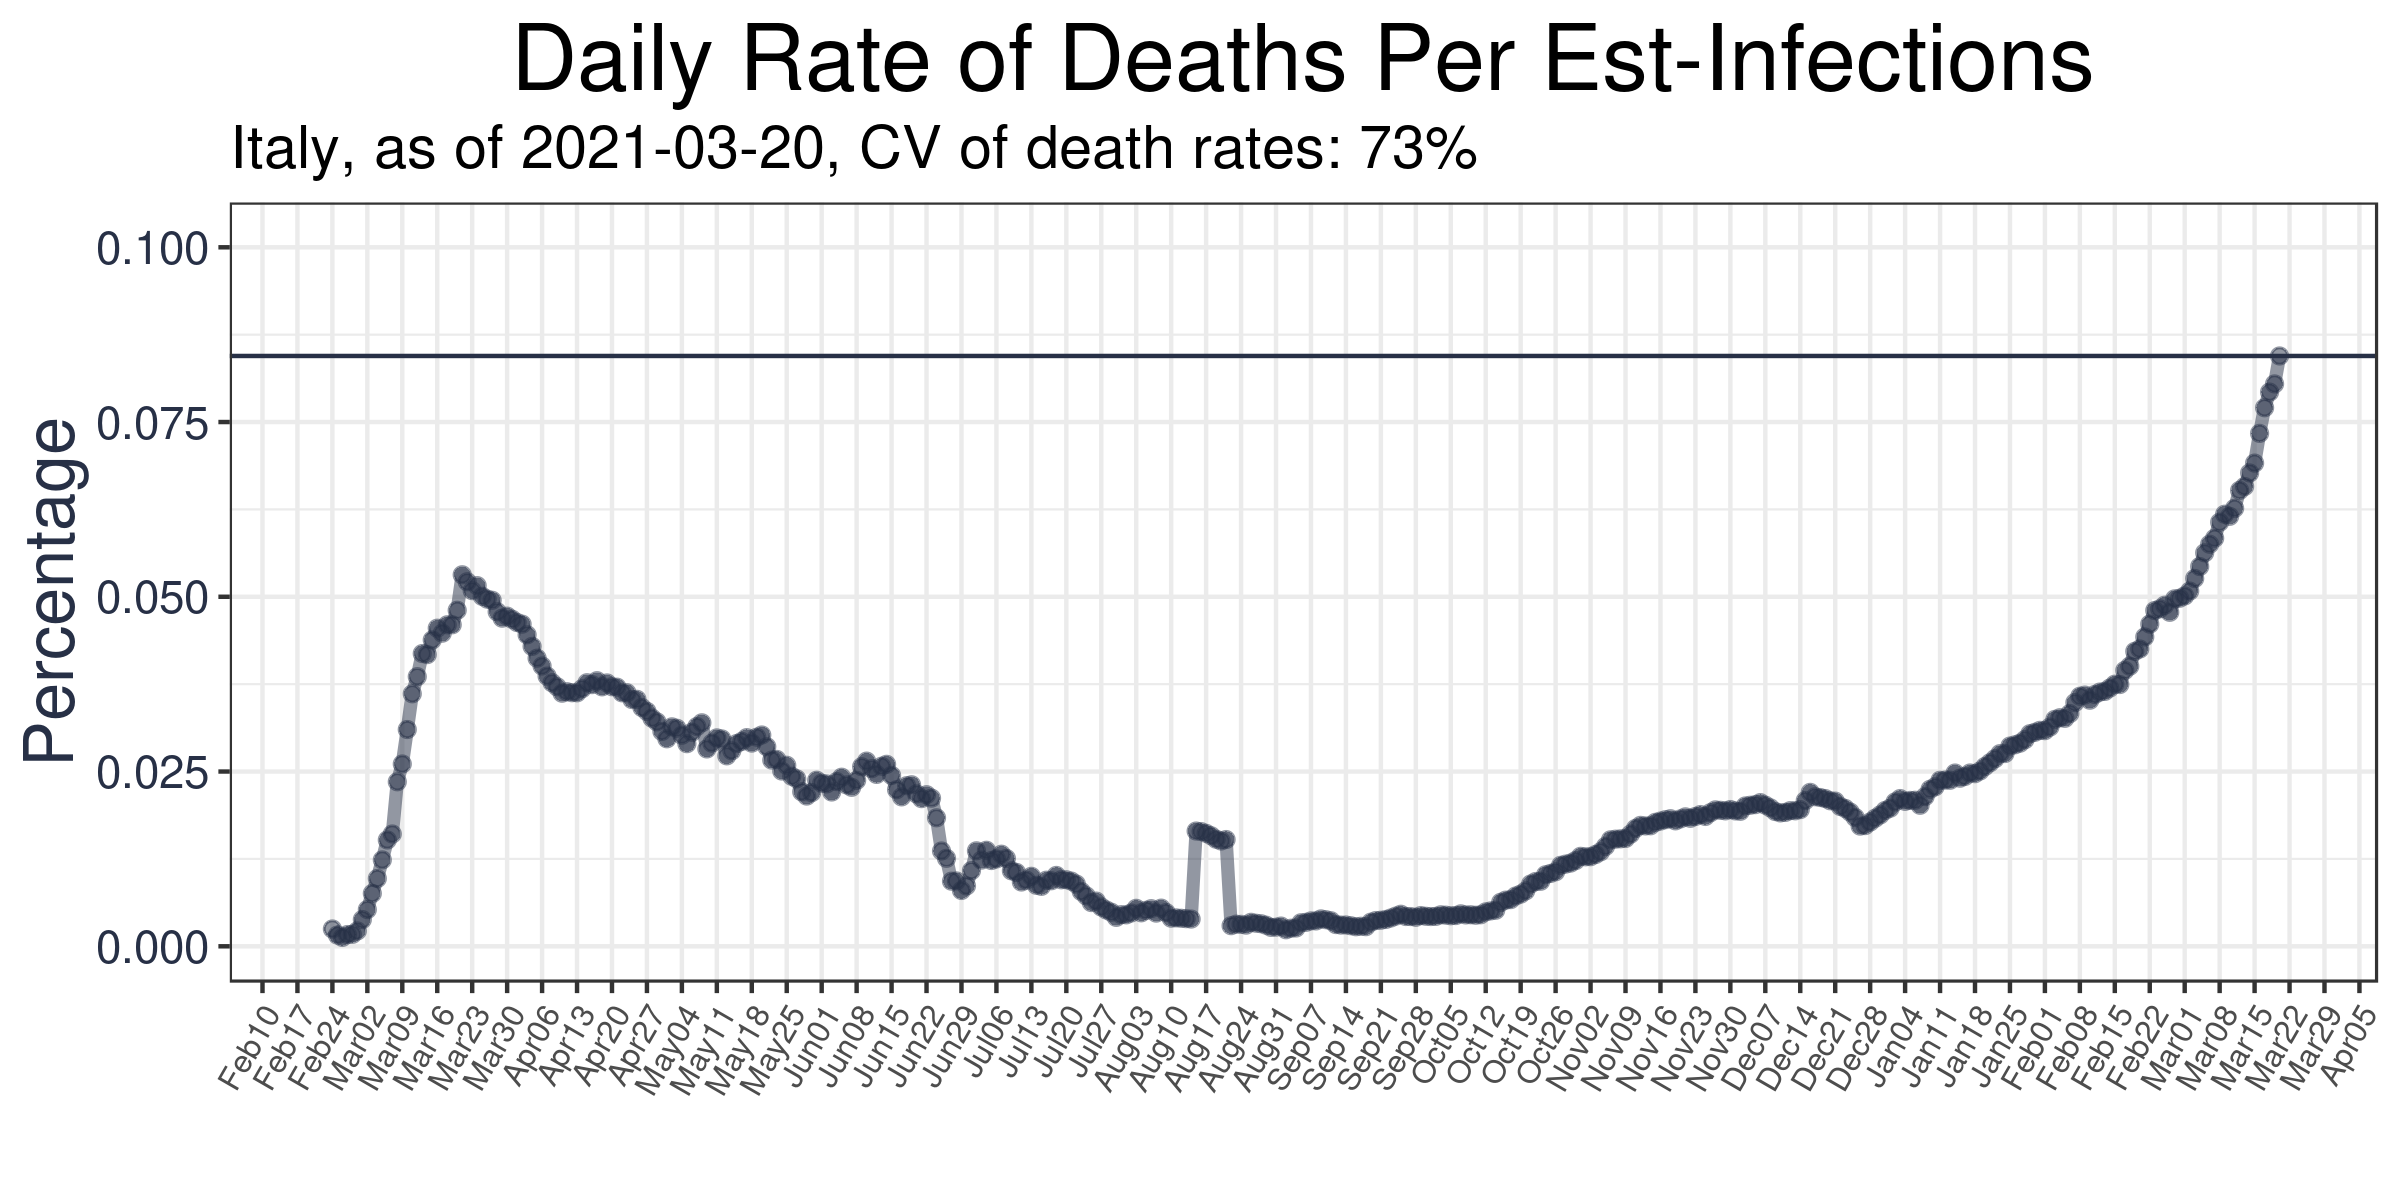 Daily Rate of Deaths Per Est-Infections
Italy, as of 2021-03-20, CV of death rates: 73%
Percentage
0.100
0.075
0.050
0.025
0.000
Feb10
Feb17
Feb24
Mar02
Mar09
Mar16
Mar23
Mar30
Apr06
Apr13
Apr20
Apr27
May04
May11
May18
May25
Jun01
Jun08
Jun15
Jun22
Jun29
Jul06
Jul13
Jul20
Jul27
Aug03
Aug10
Aug17
Aug24
Aug31
Sep07
Sep14
Sep21
Sep28
Oct05
Oct12
Oct19
Oct26
Nov02
Nov09
Nov16
Nov23
Nov30
Dec07
Dec14
Dec21
Dec28
Jan04
Jan11
Jan18
Jan25
Feb01
Feb08
Feb15
Feb22
Mar01
Mar08
Mar15
Mar22
Mar29
Apr05